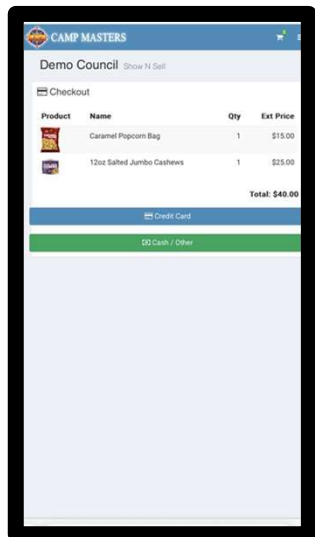 CAMP MASTERS
Demo Council Show N Sell
Checkout
Product Name Qty Ext Price
Caramel Popcorn Bag 1 $15.00
12oz Salted Jumbo Cashews 1 $25.00
Total: $40.00
Credit Card
Cash / Other